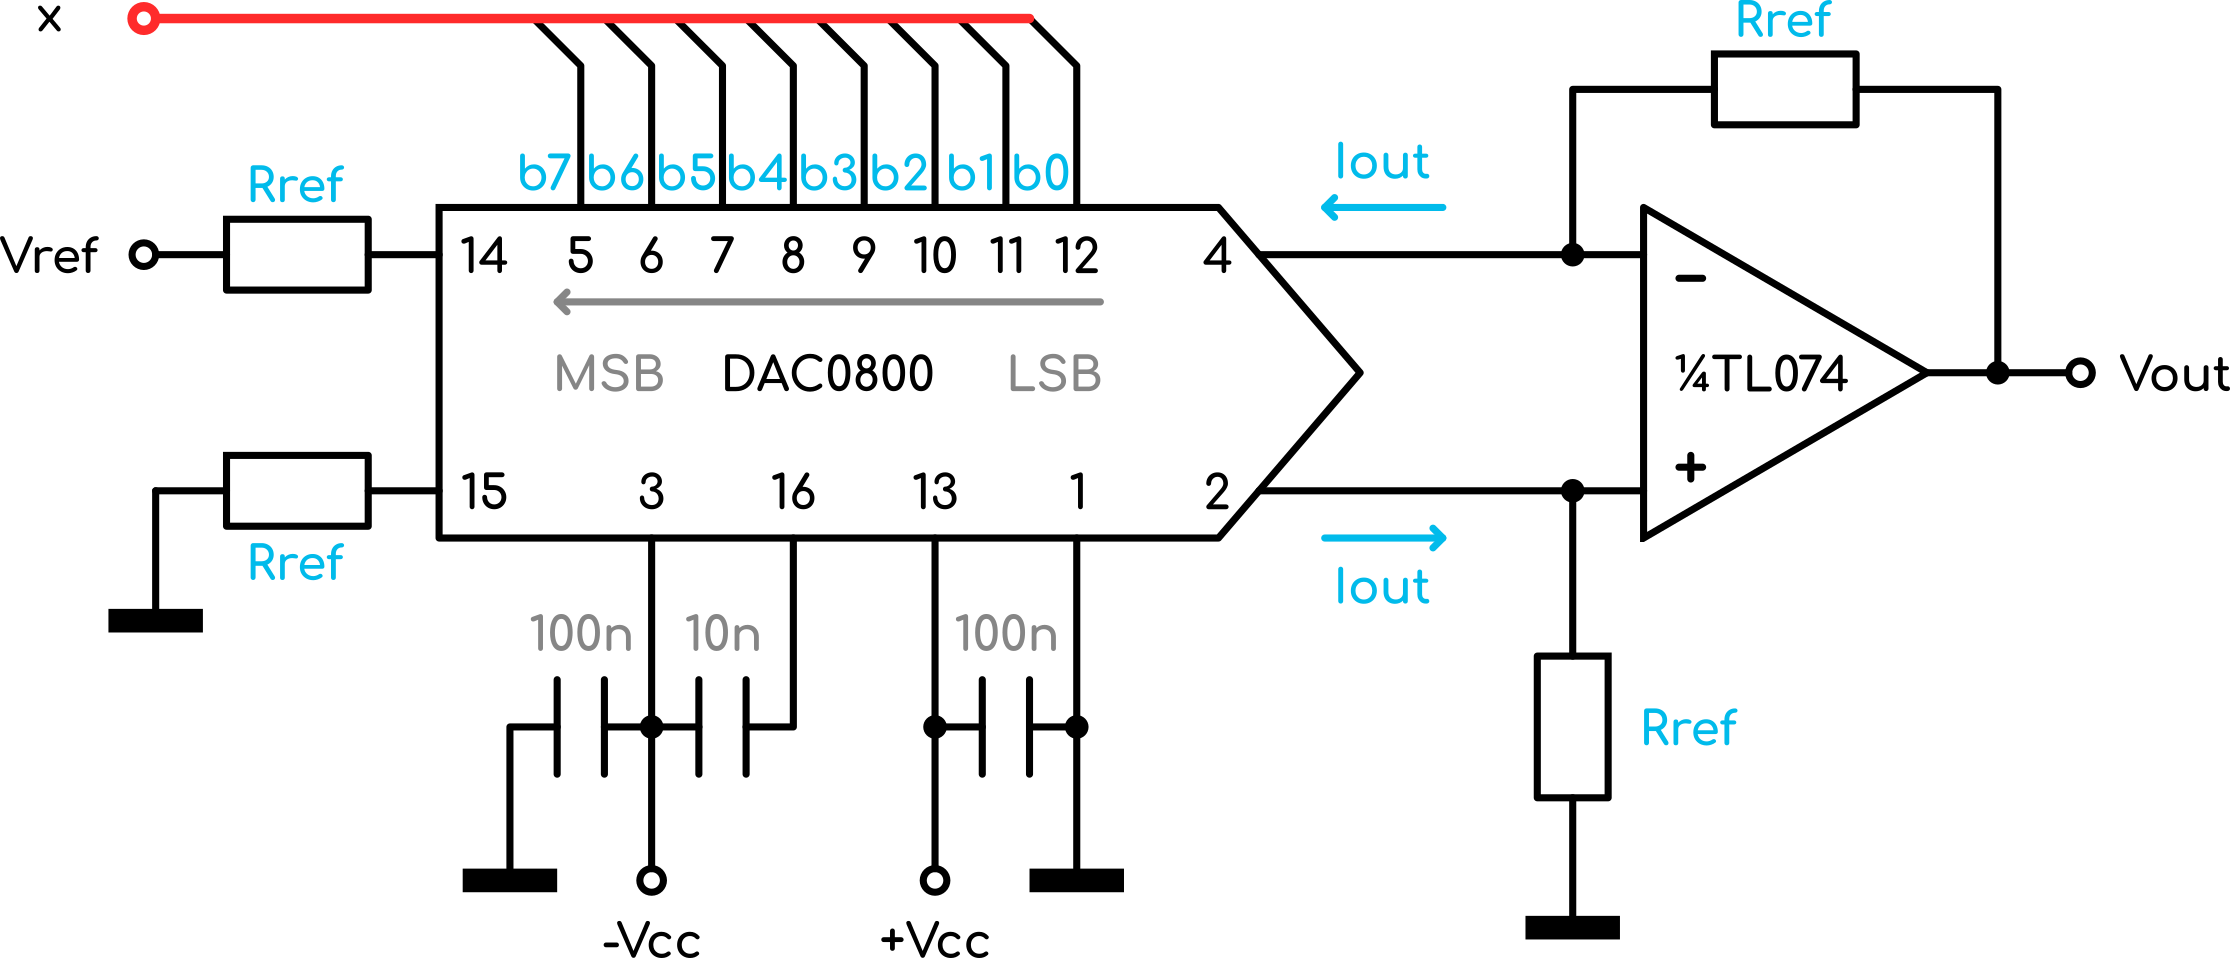 x
Rref
b7 b6 b5 b4 b3 b2 b1 b0
Iout
Rref
Vref
14 5 6 7 8 9 10 11 12 4
-
MSB DAC0800 LSB
¼TL074
Vout
+
15 3 16 13 1 2
Rref
Iout
100n 10n 100n
Rref
-Vcc +Vcc